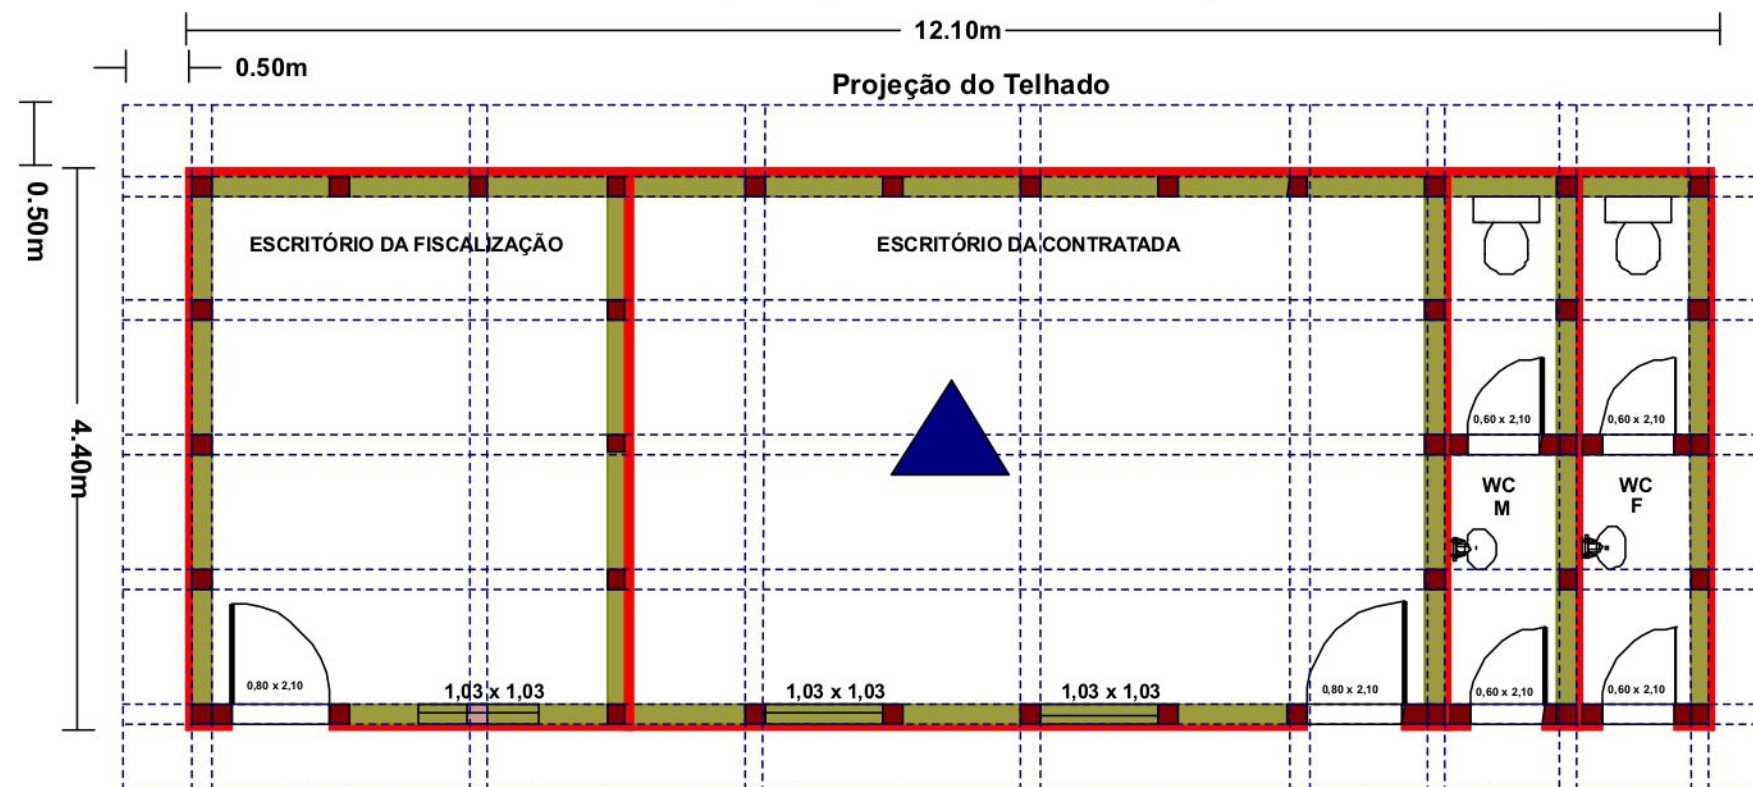 12.10m
0.50m
Projeção do Telhado
0.50m
ESCRITÓRIO DA FISCALIZAÇÃO
ESCRITÓRIO DA CONTRATADA
0,60 x 2,10
0,60 x 2,10
4.40m
WC
M
WC
F
0,80 x 2,10
1,03 x 1,03
1,03 x 1,03
1,03 x 1,03
0,80 x 2,10
0,60 x 2,10
0,60 x 2,10